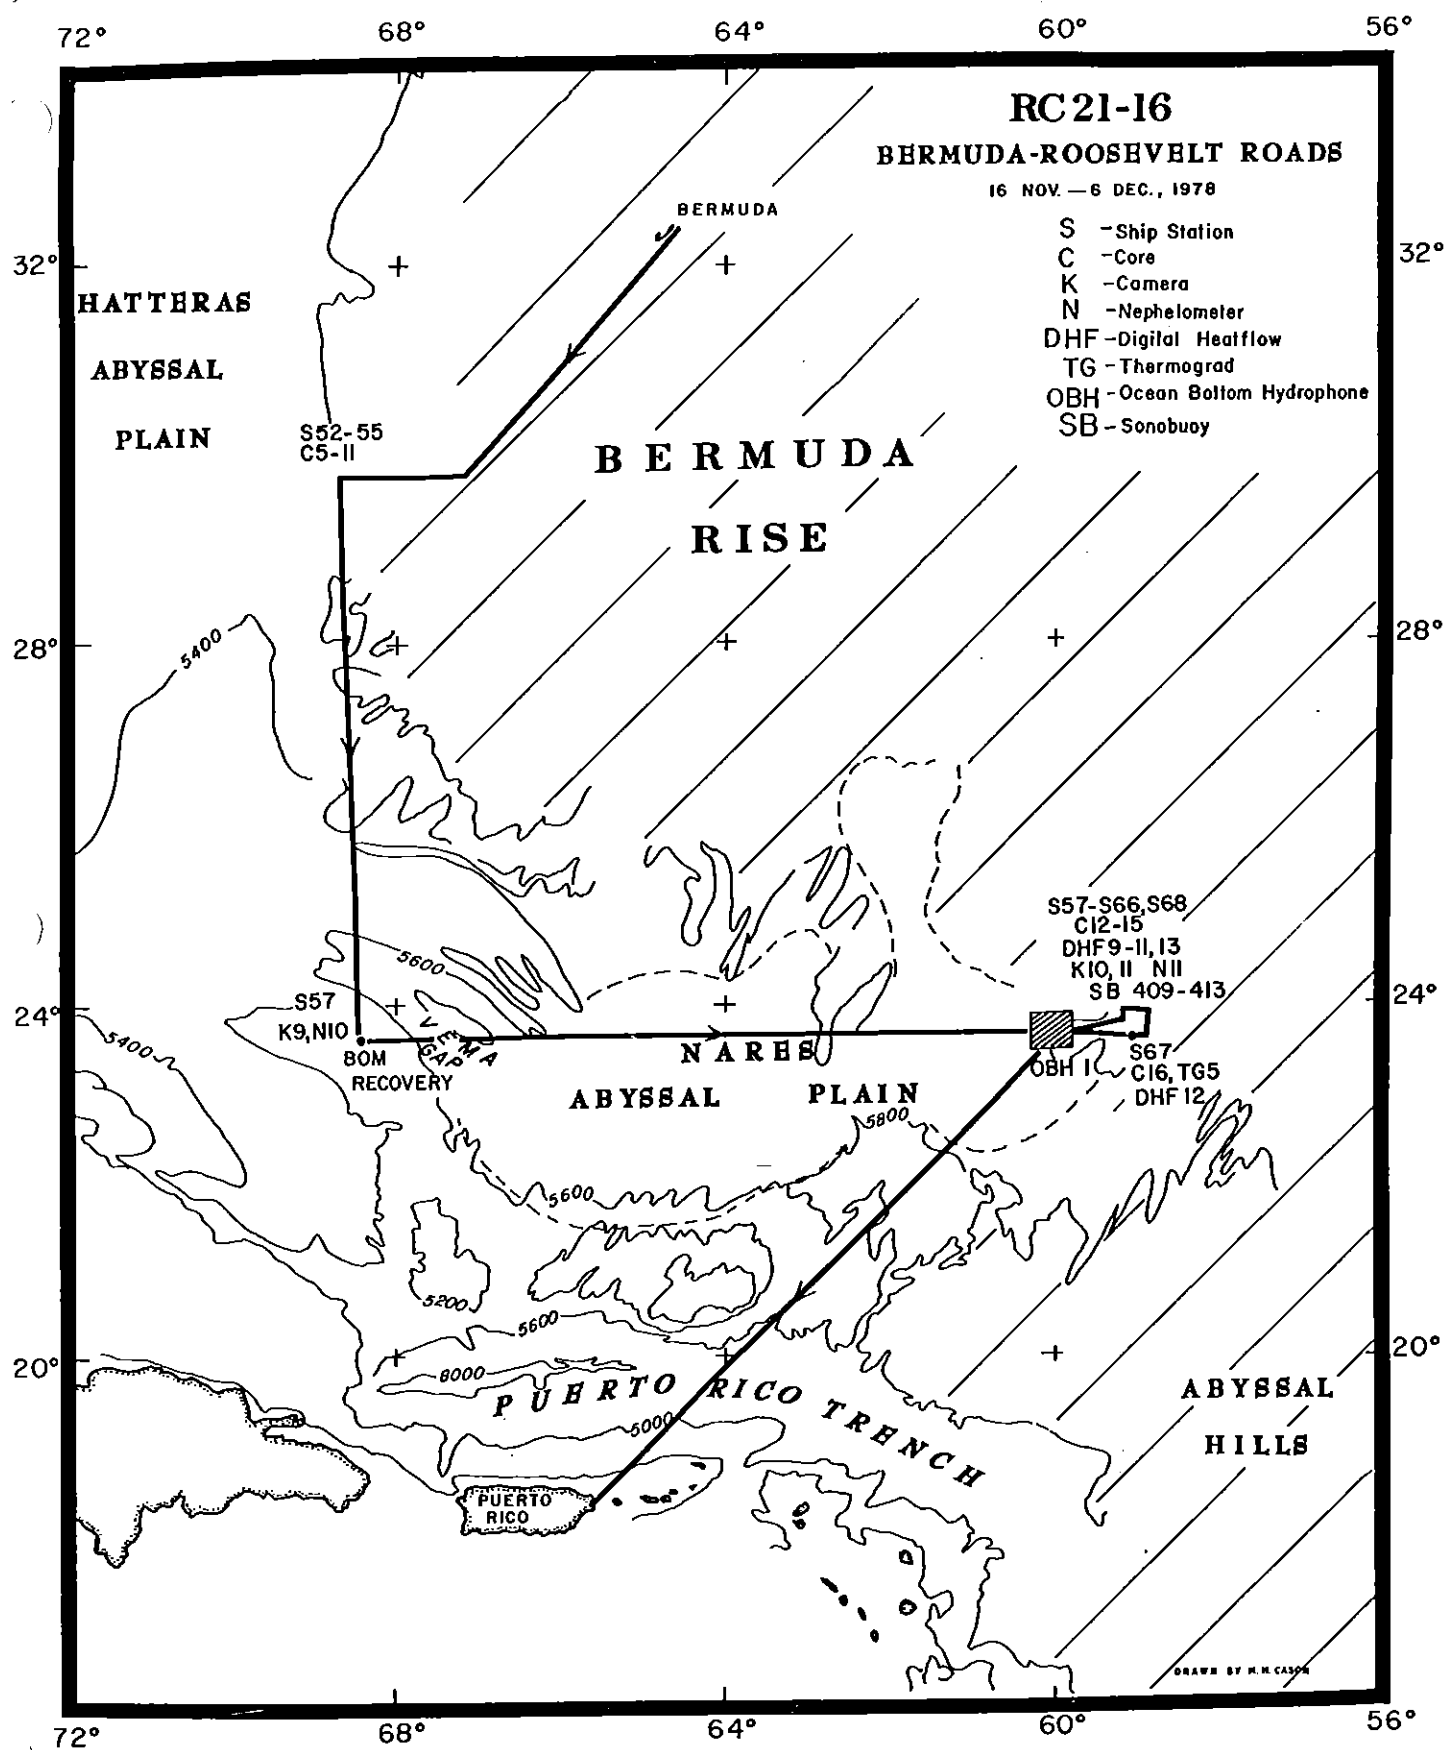 72° 68° 64° 60° 56°
RC21-16
BERMUDA-ROOSEVELT ROADS
16 NOV. — 6 DEC., 1978
S -Ship Station
C -Core
K -Camera
N -Nephelometer
DHF -Digital Heatflow
TG -Thermograd
OBH -Ocean Bottom Hydrophone
SB -Sonobuoy
BERMUDA
32° 32°
HATTERAS
ABYSSAL
PLAIN
S52-55
C5-11
BERMUDA
RISE
28° 28°
5400
S57-S66,S68
C12-15
DHF9-11,13
K10,11 N11
SB 409-413
5600
24° 24°
S57
K9,N10
BOM
RECOVERY
VEMA
GAP
5400
NARES
ABYSSAL PLAIN
OBH 1
S67
C16,TG5
DHF12
5800
5600
5200
5600
20° 20°
8000
PUERTO RICO TRENCH
5000
ABYSSAL
HILLS
PUERTO
RICO
DRAWN BY M.M.CASON
72° 68° 64° 60° 56°